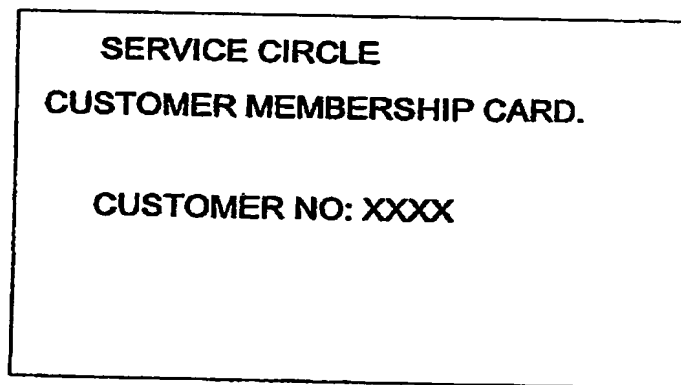 SERVICE CIRCLE
CUSTOMER MEMBERSHIP CARD.
CUSTOMER NO: XXXX